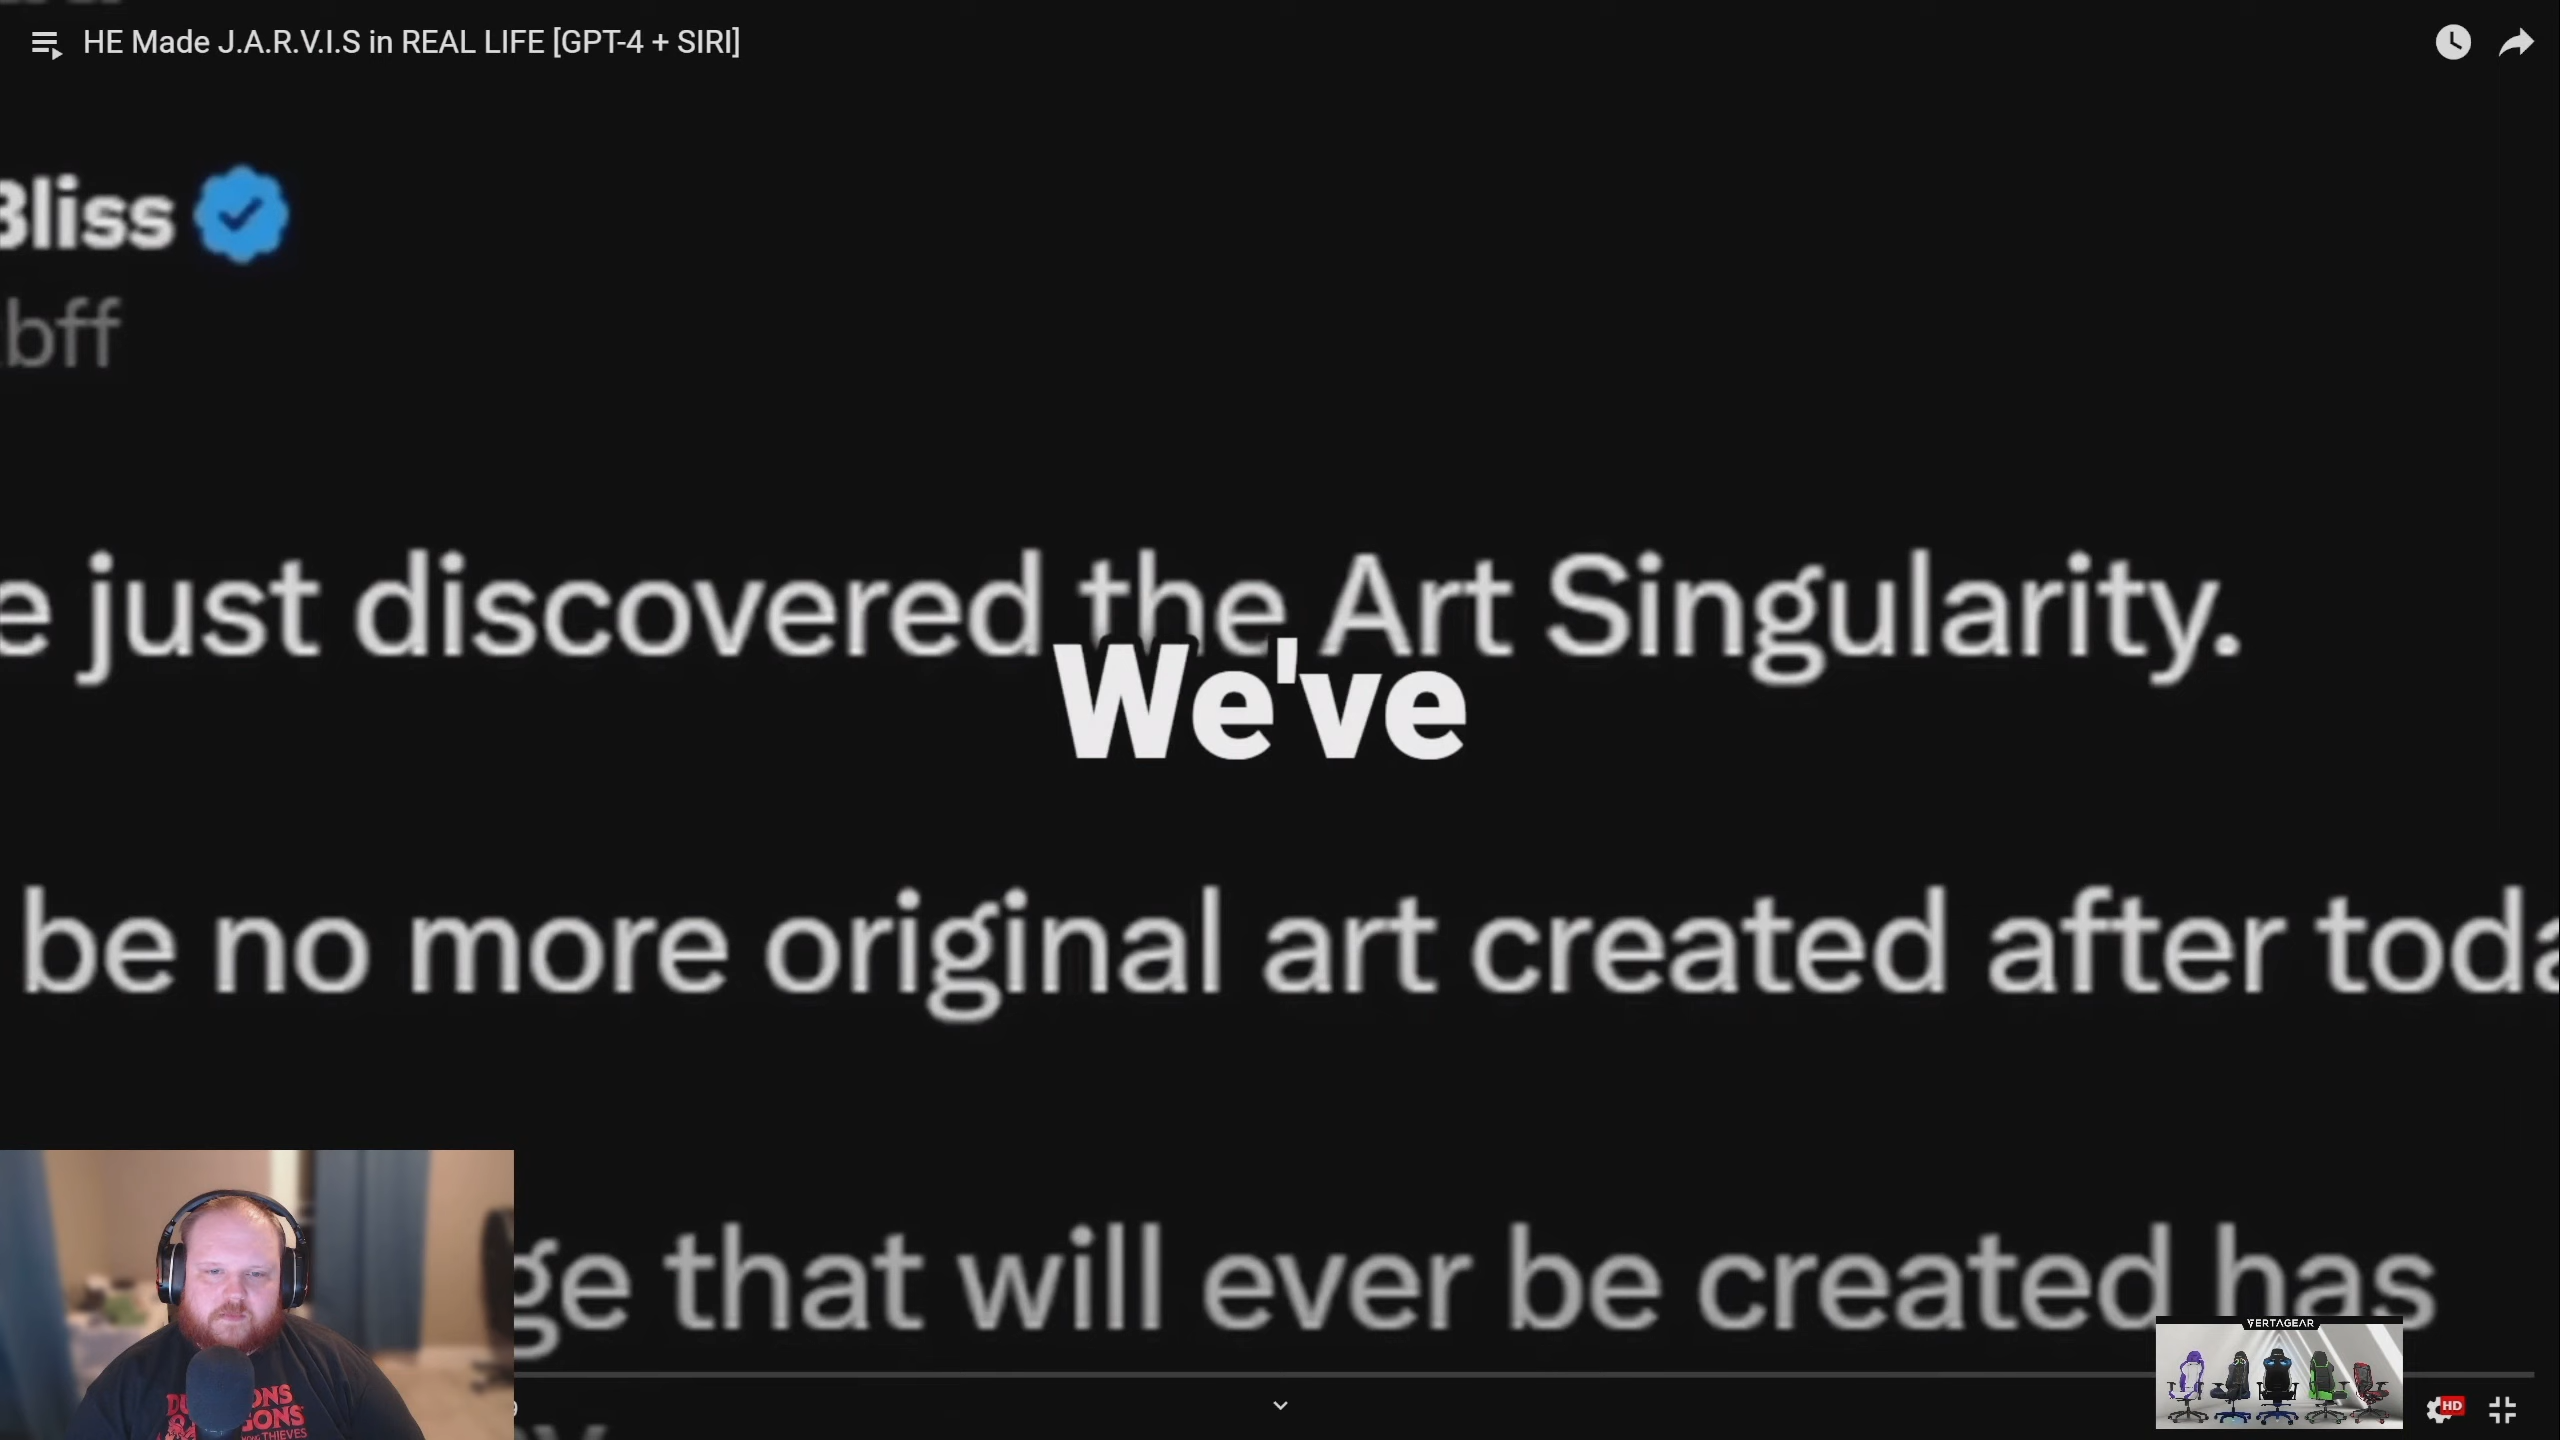 HE Made J.A.R.V.I.S in REAL LIFE [GPT-4 + SIRI]
Bliss
bff
e just discovered the Art Singularity.
We've
be no more original art created after toda
ge that will ever be created has
VERTAGEAR
HD